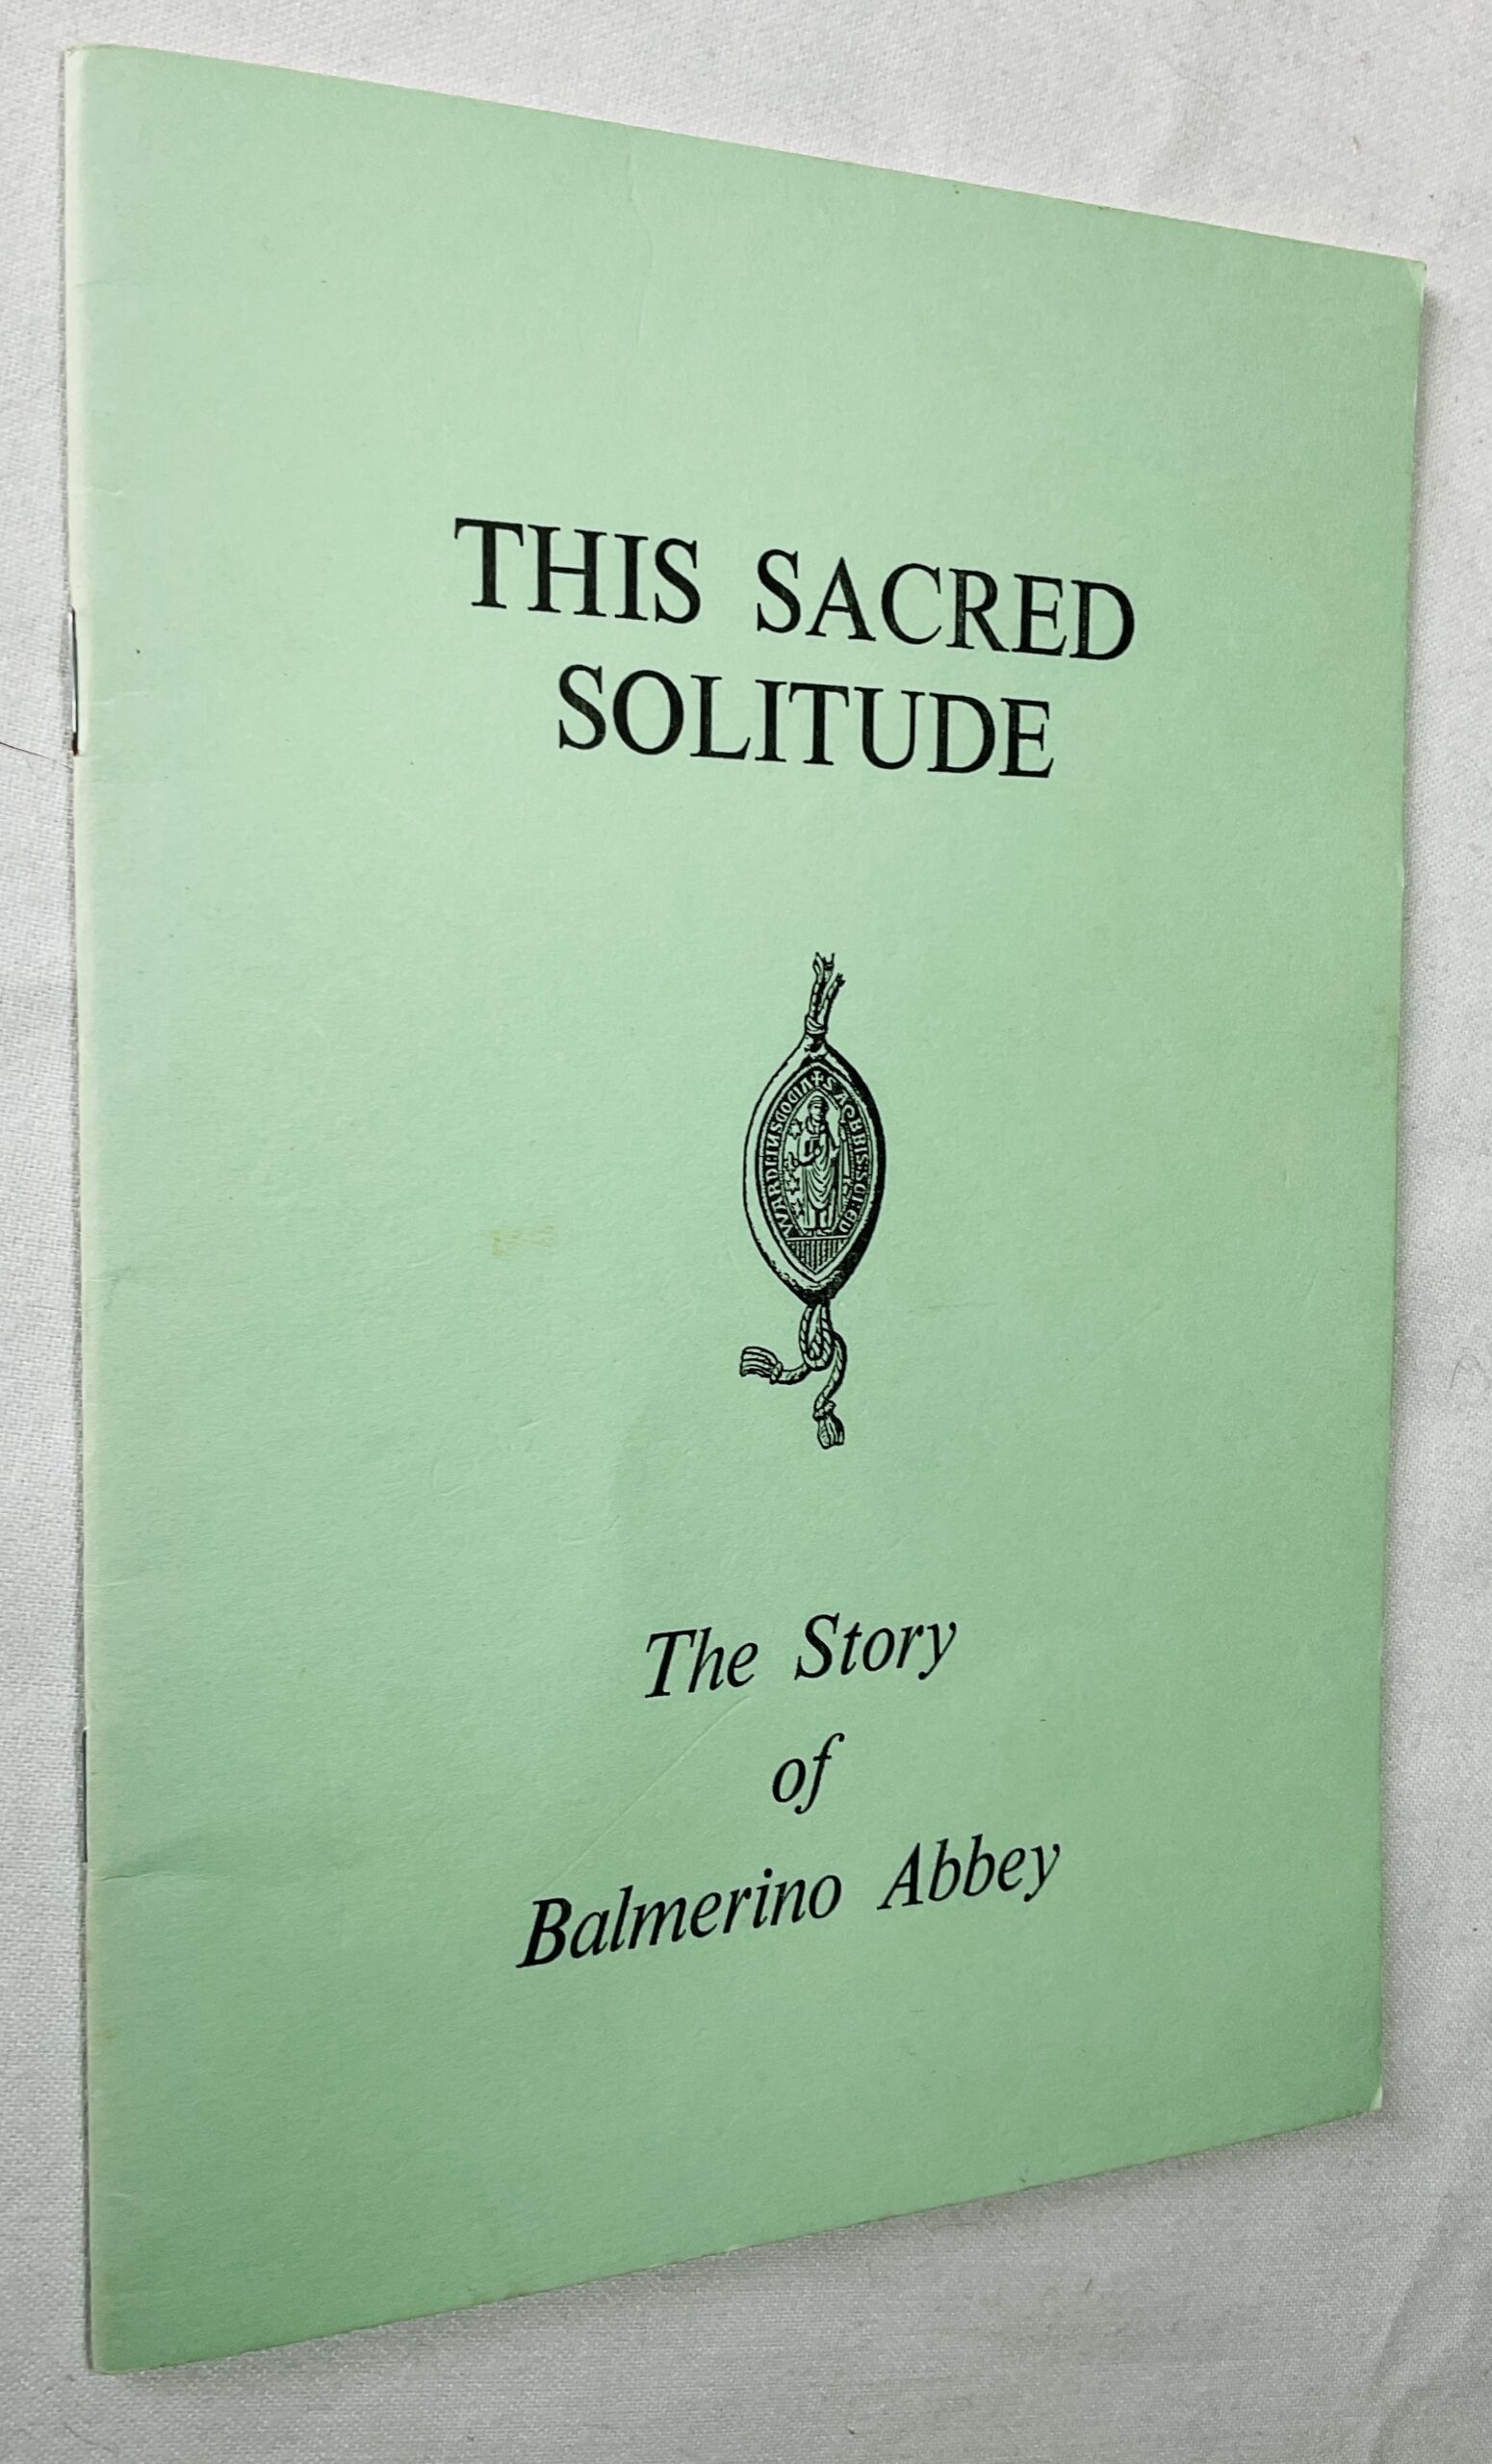 THIS SACRED
SOLITUDE
The Story
of
Balmerino Abbey